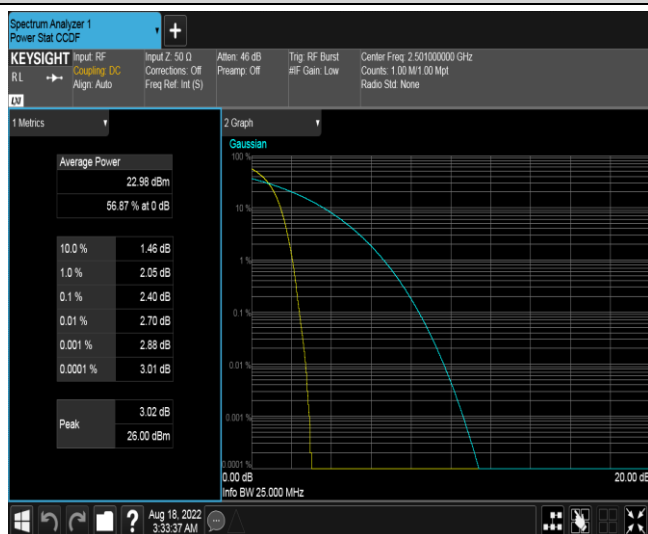 Spectrum Analyzer 1
Power Stat CCDF
KEYSIGHT
RL
LXI
Input: RF
Coupling: DC
Align: Auto
Input Z: 50 Ω
Corrections: Off
Freq Ref: Int (S)
Atten: 46 dB
Preamp: Off
Trig: RF Burst
#IF Gain: Low
Center Freq: 2.501000000 GHz
Counts: 1.00 M/1.00 Mpt
Radio Std: None
1 Metrics
Average Power
22.98 dBm
56.87 % at 0 dB
10.0 % 1.46 dB
1.0 % 2.05 dB
0.1 % 2.40 dB
0.01 % 2.70 dB
0.001 % 2.88 dB
0.0001 % 3.01 dB
Peak
3.02 dB
26.00 dBm
2 Graph
Gaussian
100 %
10 %
1 %
0.1 %
0.01 %
0.001 %
0.0001 %
0.00 dB 20.00 dB
Info BW 25.000 MHz
?
Aug 18, 2022
3:33:37 AM